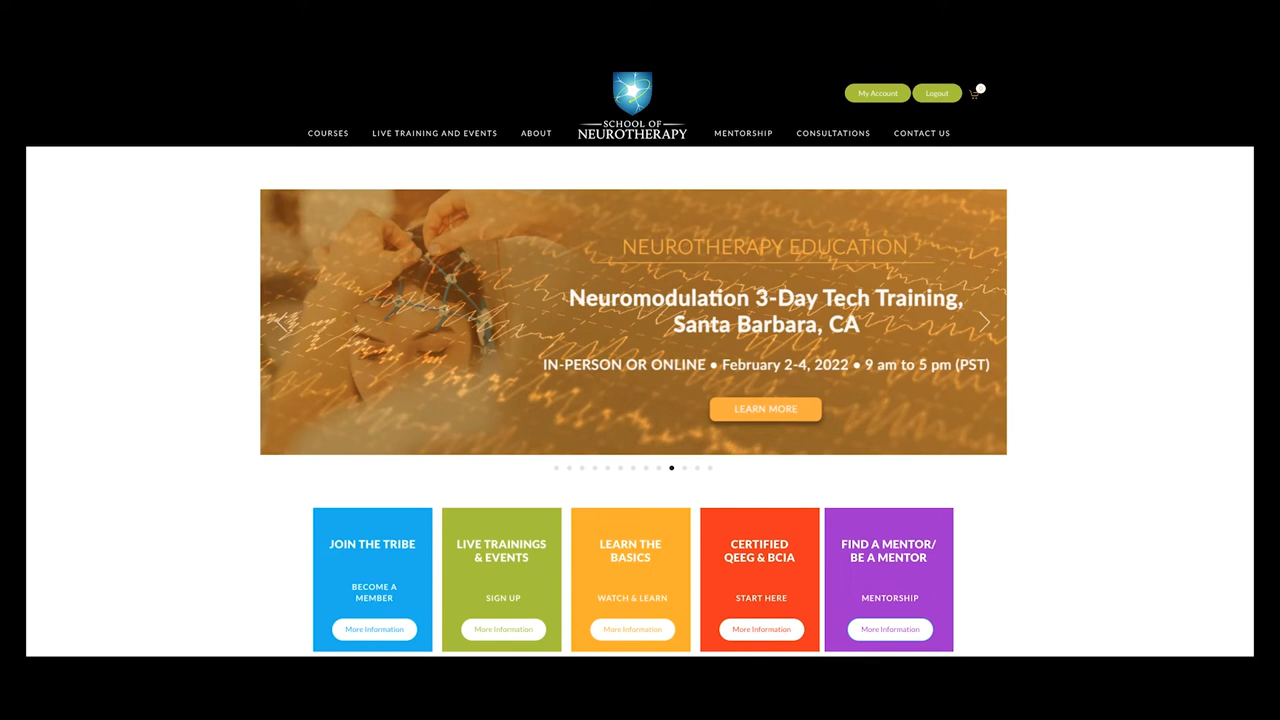 My Account
Logout
SCHOOL OF
NEUROTHERAPY
COURSES
LIVE TRAINING AND EVENTS
ABOUT
MENTORSHIP
CONSULTATIONS
CONTACT US
NEUROTHERAPY EDUCATION
Neuromodulation 3-Day Tech Training,
Santa Barbara, CA
IN-PERSON OR ONLINE • February 2-4, 2022 • 9 am to 5 pm (PST)
LEARN MORE
JOIN THE TRIBE
BECOME A
MEMBER
More Information
LIVE TRAININGS
& EVENTS
SIGN UP
More Information
LEARN THE
BASICS
WATCH & LEARN
More Information
CERTIFIED
QEEG & BCIA
START HERE
More Information
FIND A MENTOR/
BE A MENTOR
MENTORSHIP
More Information